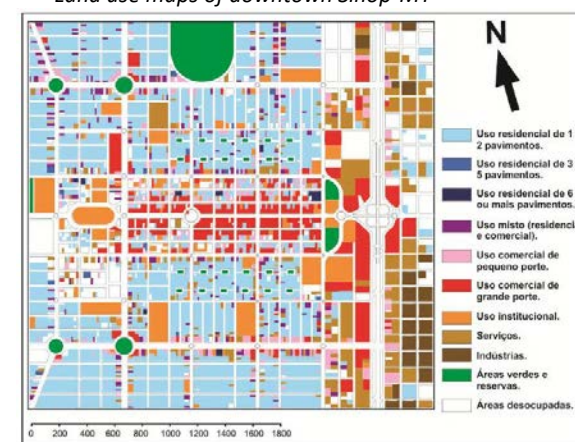 Land use maps of downtown Sinop-MT
N
Uso residencial de 1
2 pavimentos.
Uso residencial de 3
5 pavimentos.
Uso residencial de 6
ou mais pavimentos.
Uso misto (residencia
e comercial).
Uso comercial de
pequeno porte.
Uso comercial de
grande porte.
Uso institucional.
Serviços.
Indústrias.
Áreas verdes e
reservas.
Áreas desocupadas.
0 200 400 600 800 1000 1200 1400 1600 1800